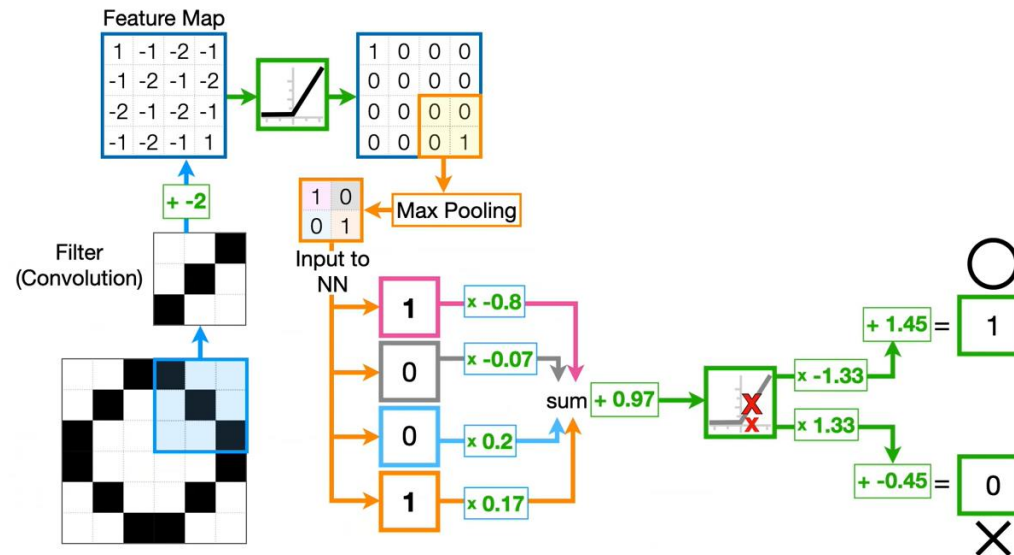 Feature Map
1 -1 -2 -1
-1 -2 -1 -2
-2 -1 -2 -1
-1 -2 -1 1
1 0 0 0
0 0 0 0
0 0 0 0
0 0 0 1
+ -2
Filter
(Convolution)
1 0
0 1
Max Pooling
Input to
NN
1
x -0.8
0
x -0.07
0
x 0.2
1
x 0.17
sum
+ 0.97
x
x
x -1.33
x 1.33
+ 1.45 = 1
+ -0.45 = 0